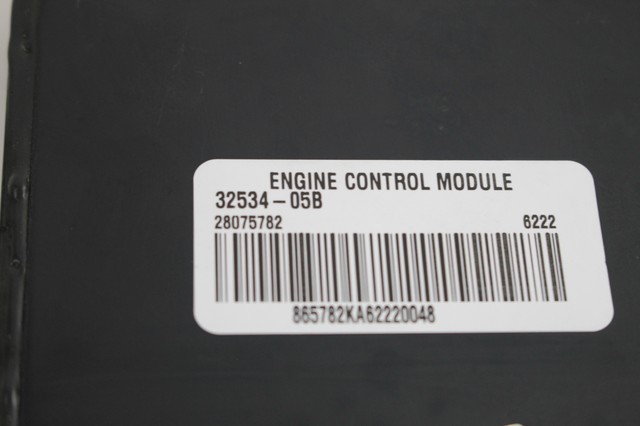 ENGINE CONTROL MODULE
32534-05B
28075782 6222
865782KA62220048